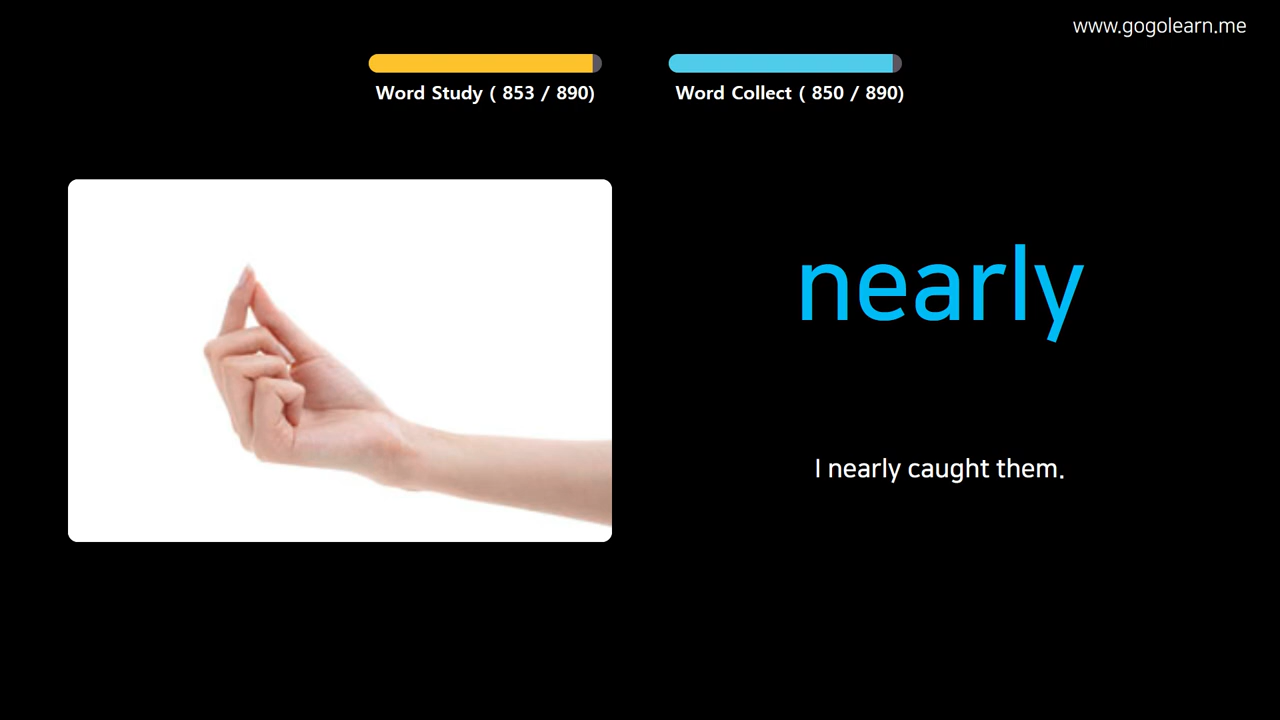 www.gogolearn.me
Word Study ( 853 / 890)
Word Collect ( 850 / 890)
nearly
I nearly caught them.